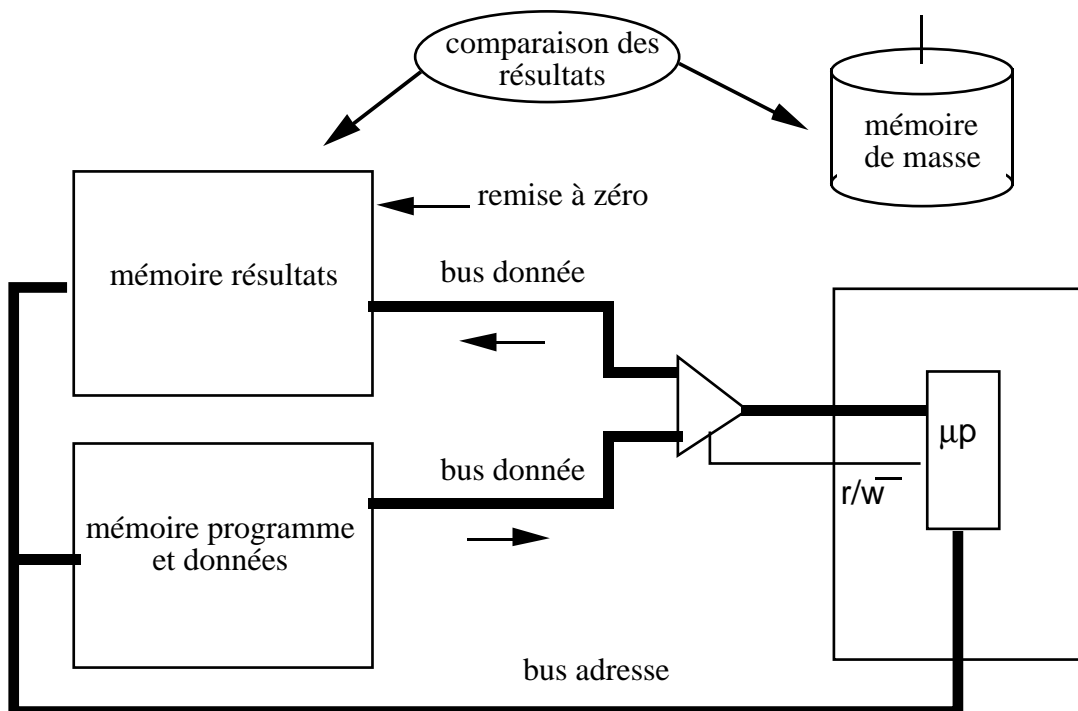 comparaison des
résultats
mémoire
de masse
remise à zéro
mémoire résultats
bus donnée
µp
bus donnée
r/w̅
mémoire programme
et données
bus adresse